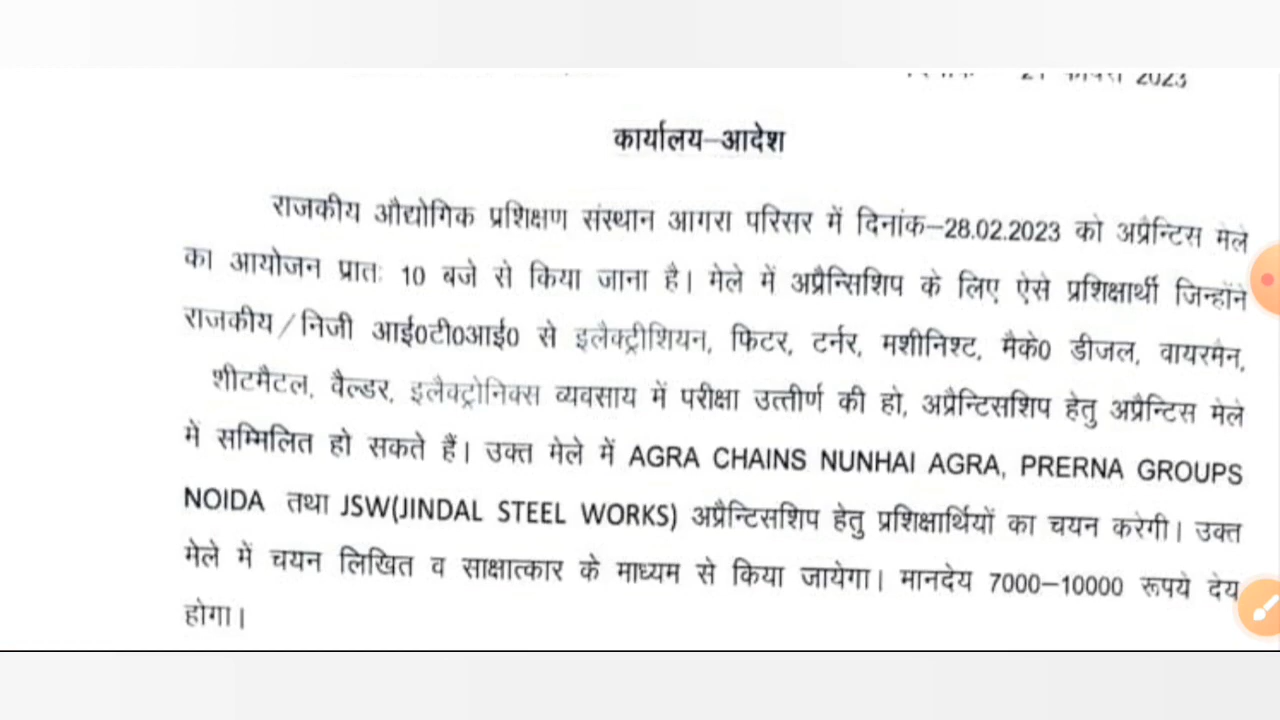 2023
कार्यालय–आदेश
राजकीय औद्योगिक प्रशिक्षण संस्थान आगरा परिसर में दिनांक–28.02.2023 को अप्रैन्टिस मेले
का आयोजन प्रातः 10 बजे से किया जाना है। मेले में अप्रैन्सिशिप के लिए ऐसे प्रशिक्षार्थी जिन्होंने
राजकीय/निजी आई0टी0आई0 से इलैक्ट्रीशियन, फिटर, टर्नर, मशीनिश्ट, मैके0 डीजल, वायरमैन,
शीटमैटल, वैल्डर, इलैक्ट्रोनिक्स व्यवसाय में परीक्षा उत्तीर्ण की हो, अप्रैन्टिसशिप हेतु अप्रैन्टिस मेले
में सम्मिलित हो सकते हैं। उक्त मेले में AGRA CHAINS NUNHAI AGRA, PRERNA GROUPS
NOIDA तथा JSW(JINDAL STEEL WORKS) अप्रैन्टिसशिप हेतु प्रशिक्षार्थियों का चयन करेगी। उक्त
मेले में चयन लिखित व साक्षात्कार के माध्यम से किया जायेगा। मानदेय 7000–10000 रूपये देय
होगा।